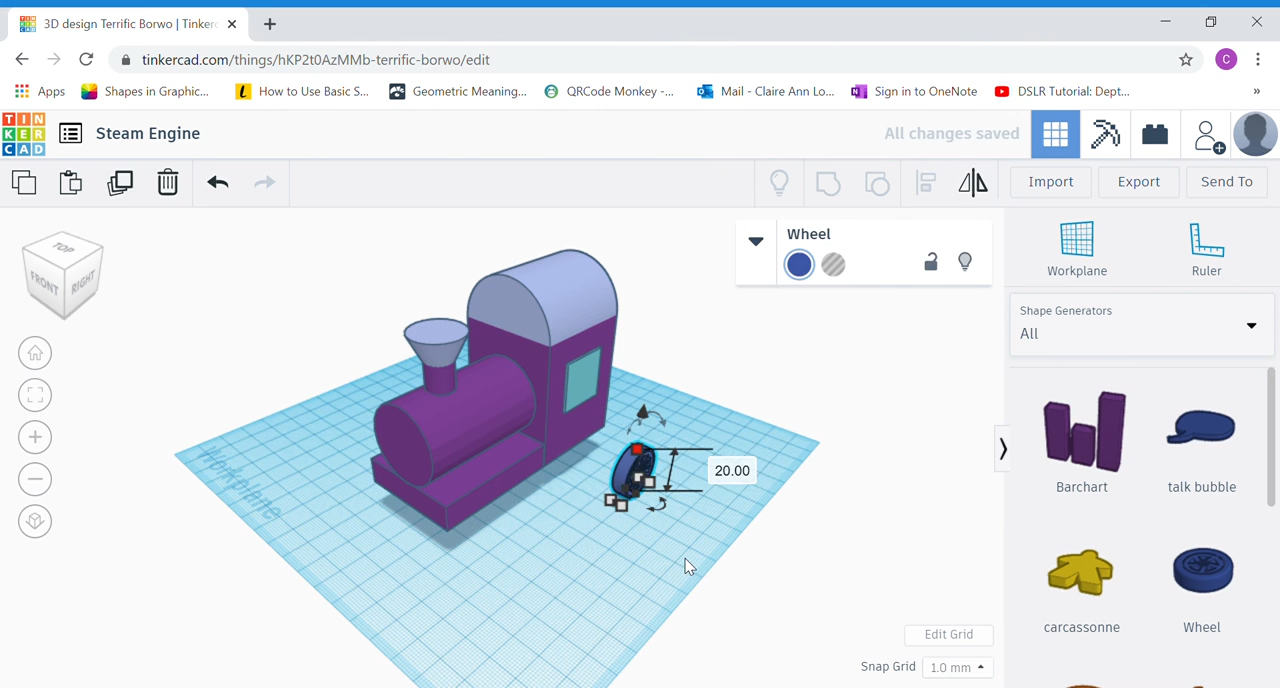 3D design Terrific Borwo | Tinker
tinkercad.com/things/hKP2t0AzMMb-terrific-borwo/edit
C
Apps
Shapes in Graphic...
How to Use Basic S...
Geometric Meaning...
QRCode Monkey -...
Mail - Claire Ann Lo...
Sign in to OneNote
DSLR Tutorial: Dept...
»
TIN
KER
CAD
Steam Engine
All changes saved
Import
Export
Send To
TOP
FRONT
RIGHT
Wheel
Workplane
Ruler
Shape Generators
All
20.00
Workplane
Barchart
talk bubble
carcassonne
Wheel
Edit Grid
Snap Grid
1.0 mm